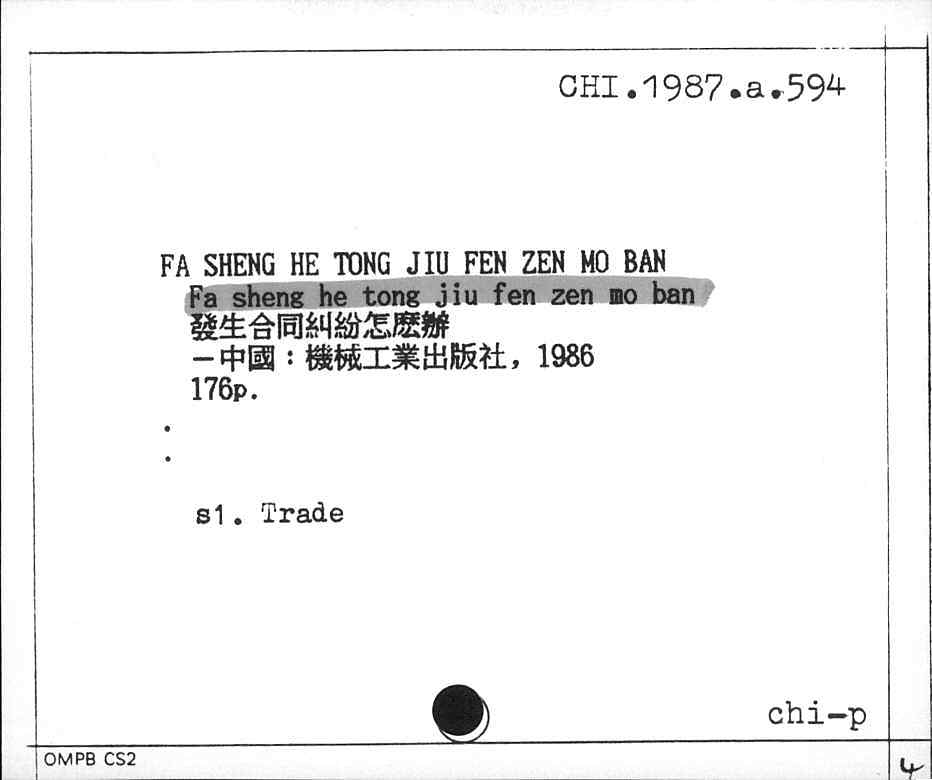 CHI.1987.a.594
FA SHENG HE TONG JIU FEN ZEN MO BAN
Fa sheng he tong jiu fen zen mo ban
發生合同糾紛怎麽辦
－中國：機械工業出版社, 1986
176p.
.
.
s1. Trade
chi-p
OMPB CS2
4